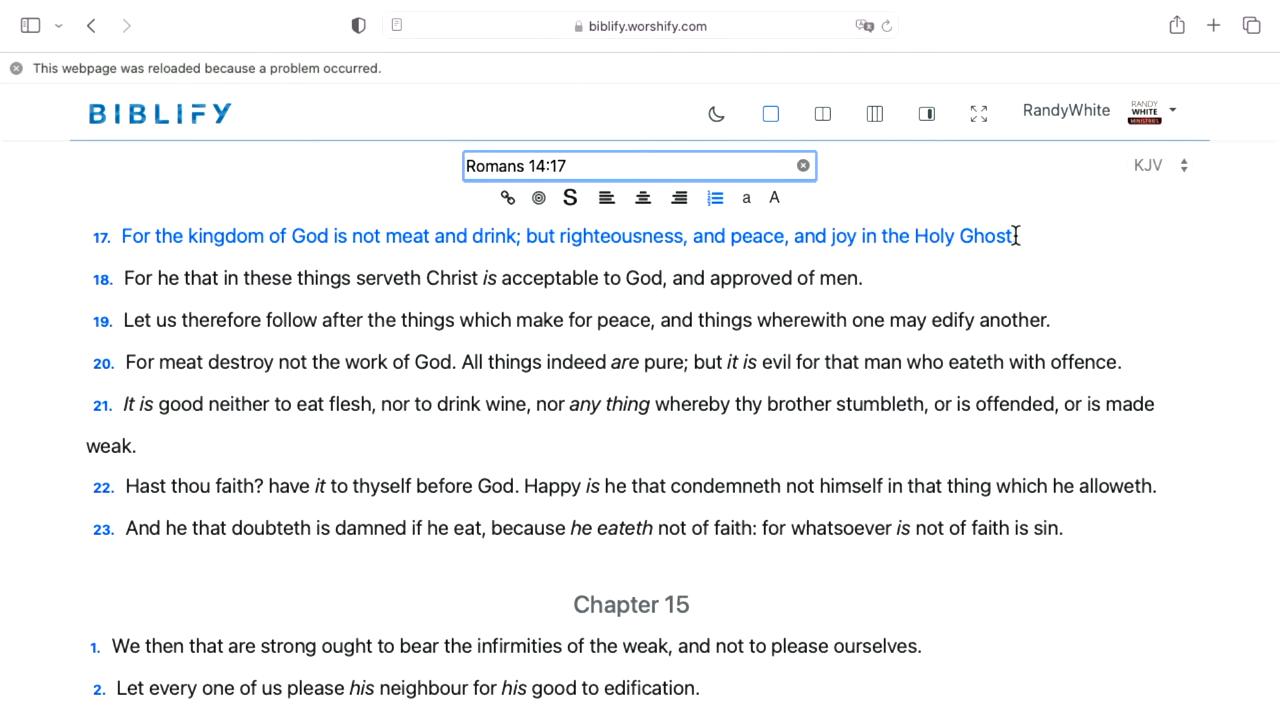 biblify.worshify.com
This webpage was reloaded because a problem occurred.
BIBLIFY
RandyWhite
RANDY
WHITE
MINISTRIES
Romans 14:17
KJV
S
a A
17. For the kingdom of God is not meat and drink; but righteousness, and peace, and joy in the Holy Ghost.
18. For he that in these things serveth Christ is acceptable to God, and approved of men.
19. Let us therefore follow after the things which make for peace, and things wherewith one may edify another.
20. For meat destroy not the work of God. All things indeed are pure; but it is evil for that man who eateth with offence.
21. It is good neither to eat flesh, nor to drink wine, nor any thing whereby thy brother stumbleth, or is offended, or is made
weak.
22. Hast thou faith? have it to thyself before God. Happy is he that condemneth not himself in that thing which he alloweth.
23. And he that doubteth is damned if he eat, because he eateth not of faith: for whatsoever is not of faith is sin.
Chapter 15
1. We then that are strong ought to bear the infirmities of the weak, and not to please ourselves.
2. Let every one of us please his neighbour for his good to edification.